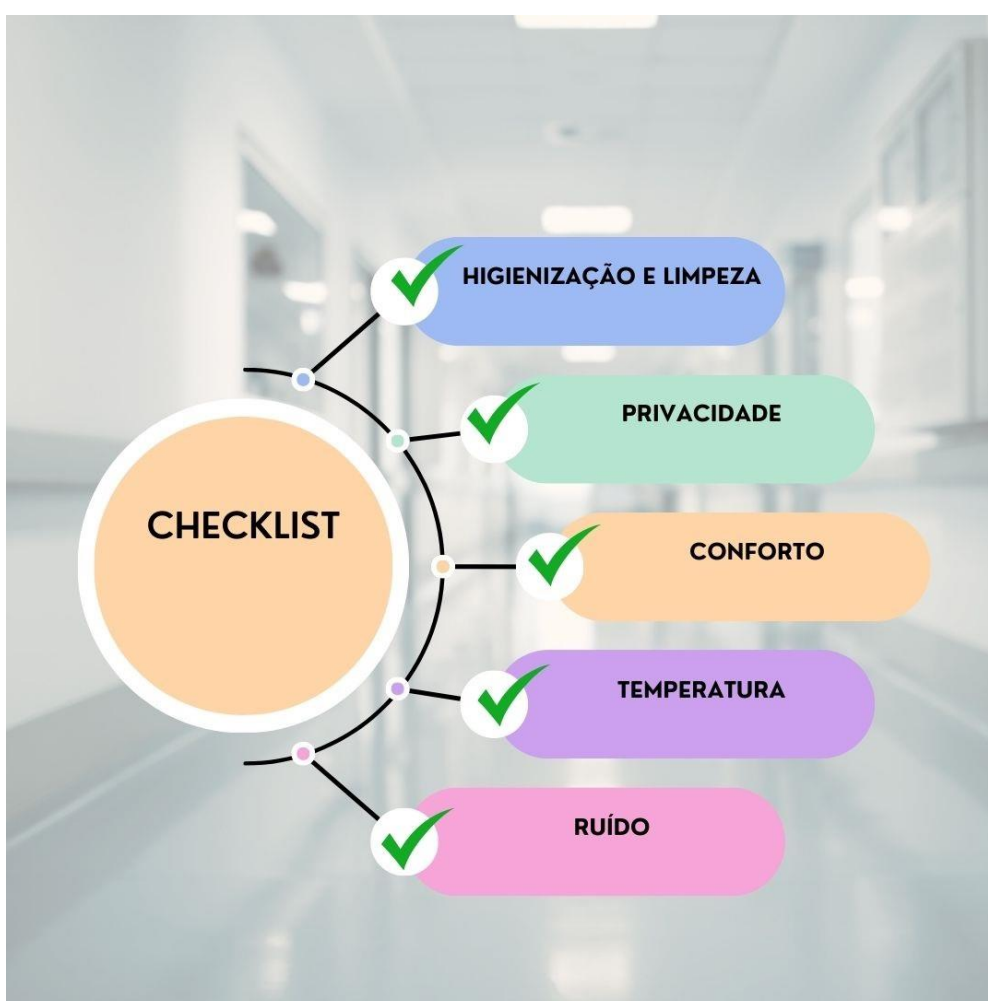 HIGIENIZAÇÃO E LIMPEZA
PRIVACIDADE
CHECKLIST
CONFORTO
TEMPERATURA
RUÍDO